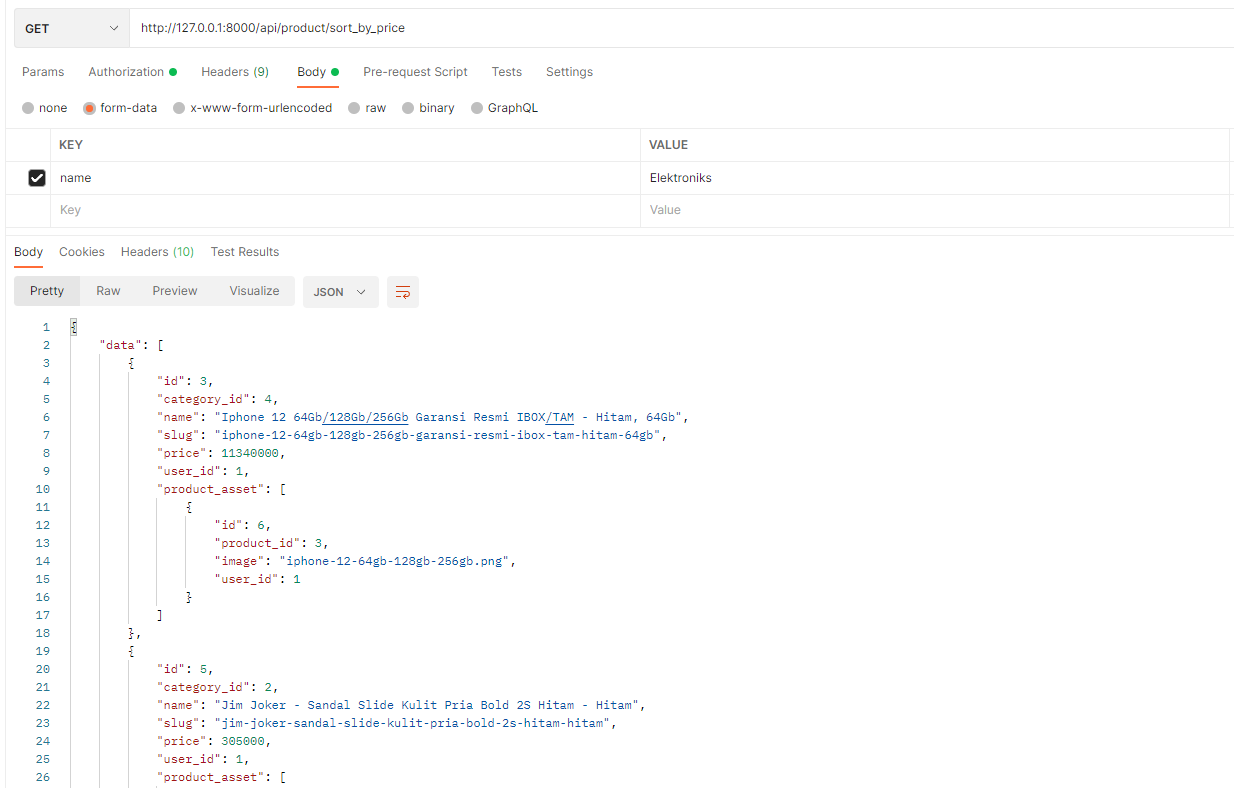 GET http://127.0.0.1:8000/api/product/sort_by_price
Params Authorization Headers (9) Body Pre-request Script Tests Settings
none form-data x-www-form-urlencoded raw binary GraphQL
KEY VALUE
name Elektroniks
Key Value
Body Cookies Headers (10) Test Results
Pretty Raw Preview Visualize JSON
1 {
2 "data": [
3 {
4 "id": 3,
5 "category_id": 4,
6 "name": "Iphone 12 64Gb/128Gb/256Gb Garansi Resmi IBOX/TAM - Hitam, 64Gb",
7 "slug": "iphone-12-64gb-128gb-256gb-garansi-resmi-ibox-tam-hitam-64gb",
8 "price": 11340000,
9 "user_id": 1,
10 "product_asset": [
11 {
12 "id": 6,
13 "product_id": 3,
14 "image": "iphone-12-64gb-128gb-256gb.png",
15 "user_id": 1
16 }
17 ]
18 },
19 {
20 "id": 5,
21 "category_id": 2,
22 "name": "Jim Joker - Sandal Slide Kulit Pria Bold 2S Hitam - Hitam",
23 "slug": "jim-joker-sandal-slide-kulit-pria-bold-2s-hitam-hitam",
24 "price": 305000,
25 "user_id": 1,
26 "product_asset": [